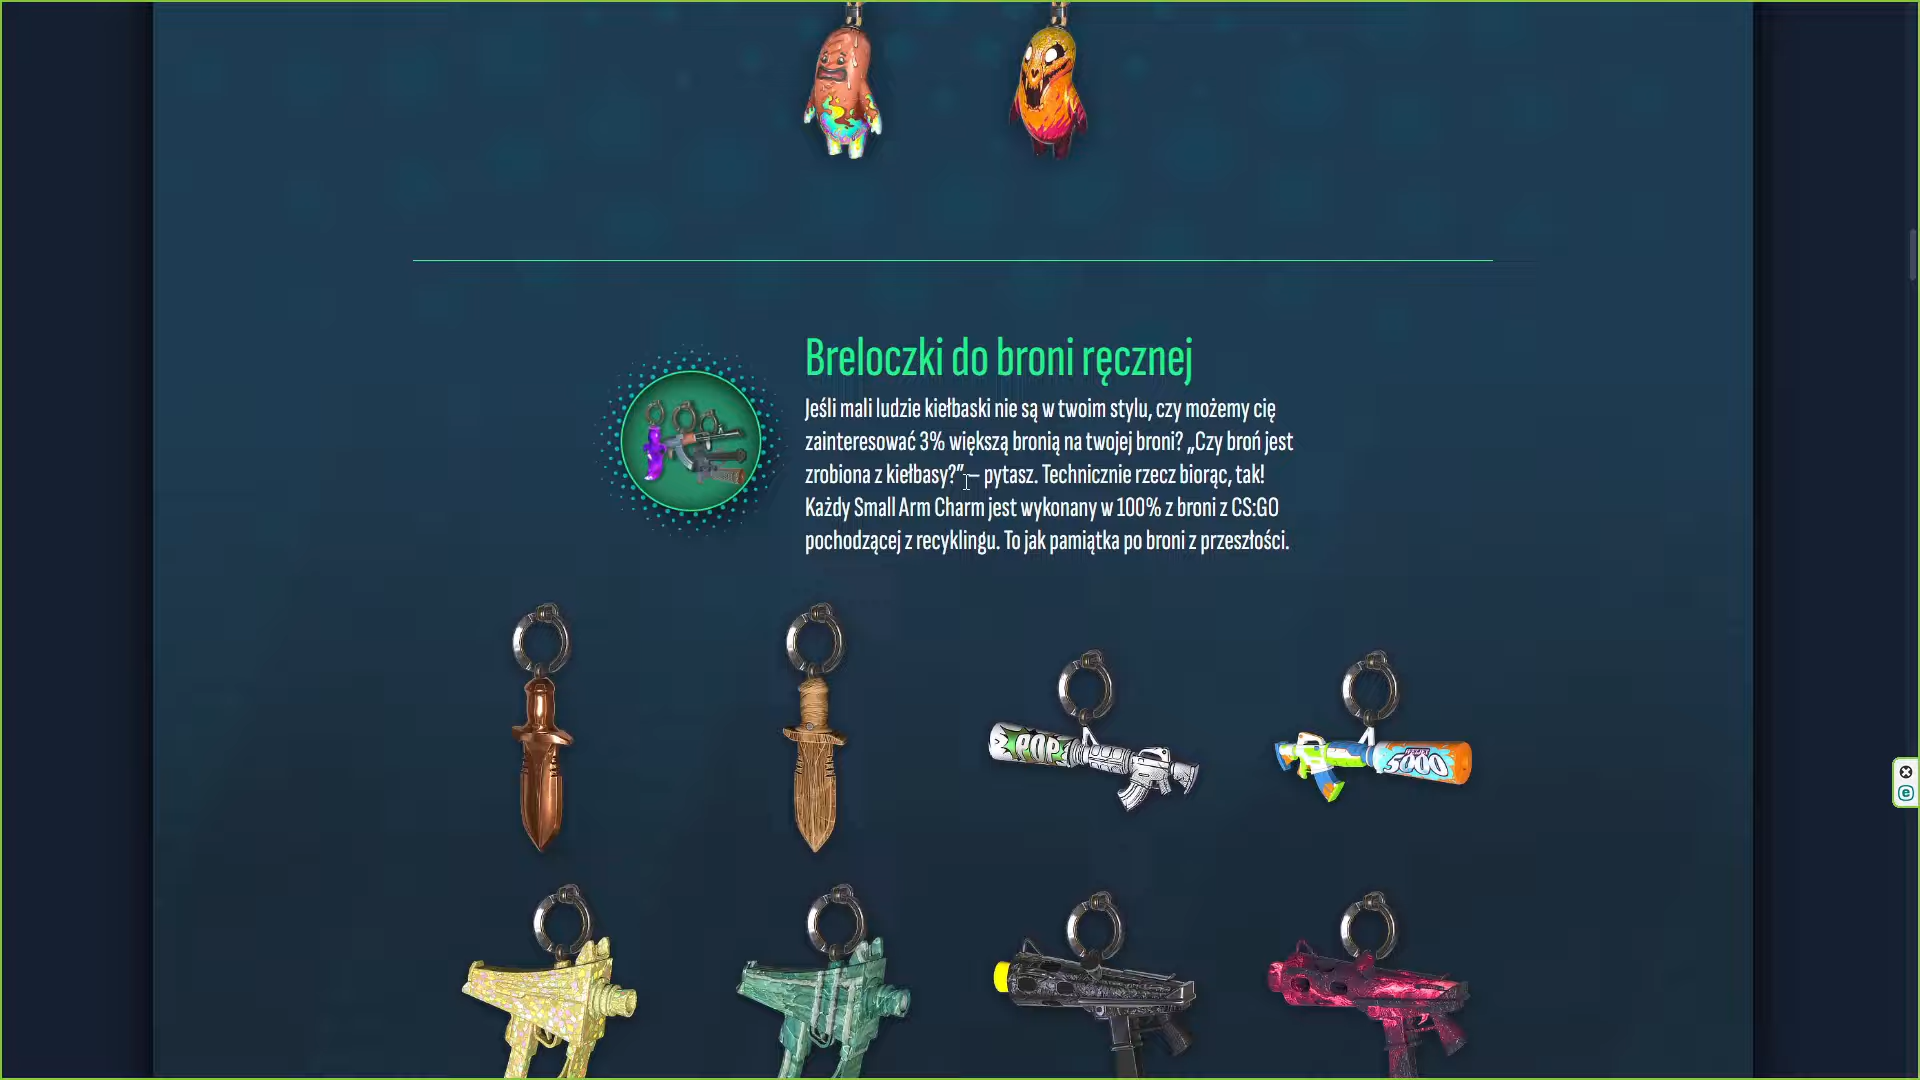 Breloczki do broni ręcznej
Jeśli mali ludzie kiełbaski nie są w twoim stylu, czy możemy cię
zainteresować 3% większą bronią na twojej broni? „Czy broń jest
zrobiona z kiełbasy?” – pytasz. Technicznie rzecz biorąc, tak!
Każdy Small Arm Charm jest wykonany w 100% z broni z CS:GO
pochodzącej z recyklingu. To jak pamiątka po broni z przeszłości.
POP
5000
e